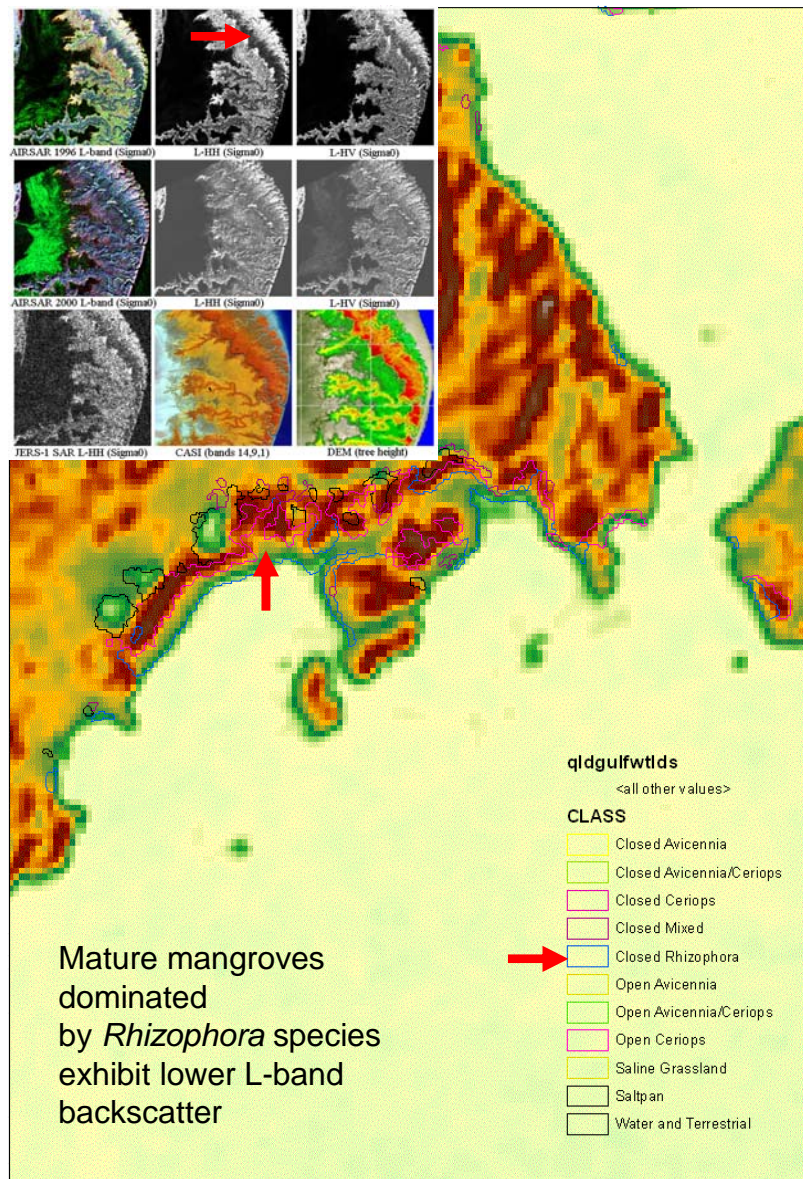 AIRSAR 1996 L-band (Sigma0) L-HH (Sigma0) L-HV (Sigma0)
AIRSAR 2000 L-band (Sigma0) L-HH (Sigma0) L-HV (Sigma0)
JERS-1 SAR L-HH (Sigma0) CASI (bands 14,9,1) DEM (tree height)
qldgulfwtlds
<all other values>
CLASS
Closed Avicennia
Closed Avicennia/Ceriops
Closed Ceriops
Closed Mixed
Closed Rhizophora
Open Avicennia
Open Avicennia/Ceriops
Open Ceriops
Saline Grassland
Saltpan
Water and Terrestrial
Mature mangroves
dominated
by Rhizophora species
exhibit lower L-band
backscatter